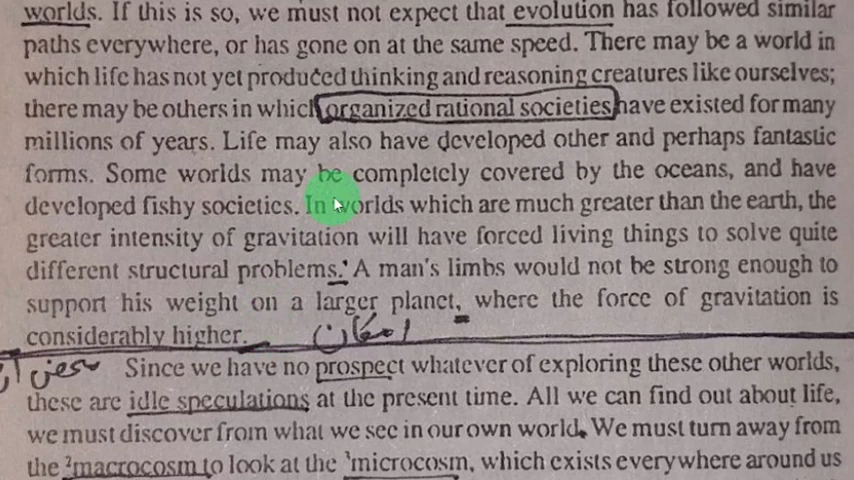 worlds. If this is so, we must not expect that evolution has followed similar
paths everywhere, or has gone on at the same speed. There may be a world in
which life has not yet produced thinking and reasoning creatures like ourselves;
there may be others in which organized rational societies have existed for many
millions of years. Life may also have developed other and perhaps fantastic
forms. Some worlds may be completely covered by the oceans, and have
developed fishy societies. In worlds which are much greater than the earth, the
greater intensity of gravitation will have forced living things to solve quite
different structural problems.' A man's limbs would not be strong enough to
support his weight on a larger planet, where the force of gravitation is
considerably higher. امکان
Since we have no prospect whatever of exploring these other worlds,
these are idle speculations at the present time. All we can find out about life,
we must discover from what we see in our own world. We must turn away from
the ²macrocosm to look at the ³microcosm, which exists everywhere around us